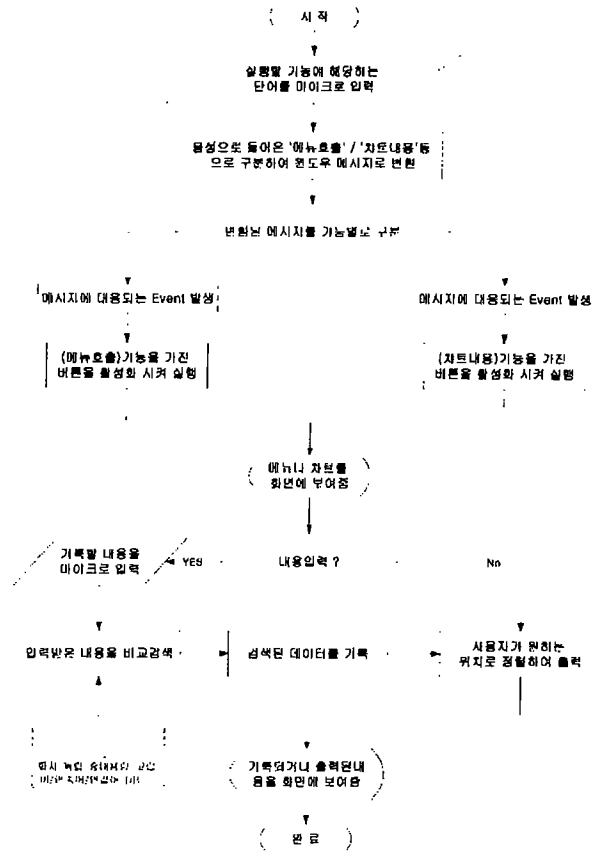 시 작
실행할 기능에 해당하는
단어를 마이크로 입력
음성으로 들어온 '메뉴호출' / '차트내용'등
으로 구분하여 윈도우 메시지로 변환
변환된 메시지를 기능별로 구분
메시지에 대응되는 Event 발생
메시지에 대응되는 Event 발생
(메뉴호출)기능을 가진
버튼을 활성화 시켜 실행
(차트내용)기능을 가진
버튼을 활성화 시켜 실행
메뉴나 차트를
화면에 보여줌
기록할 내용을
마이크로 입력
YES
내용입력 ?
No
입력받은 내용을 비교검색
검색된 데이터를 기록
사용자가 원하는
위치로 정렬하여 출력
기록되거나 출력된내
용을 화면에 보여줌
완 료